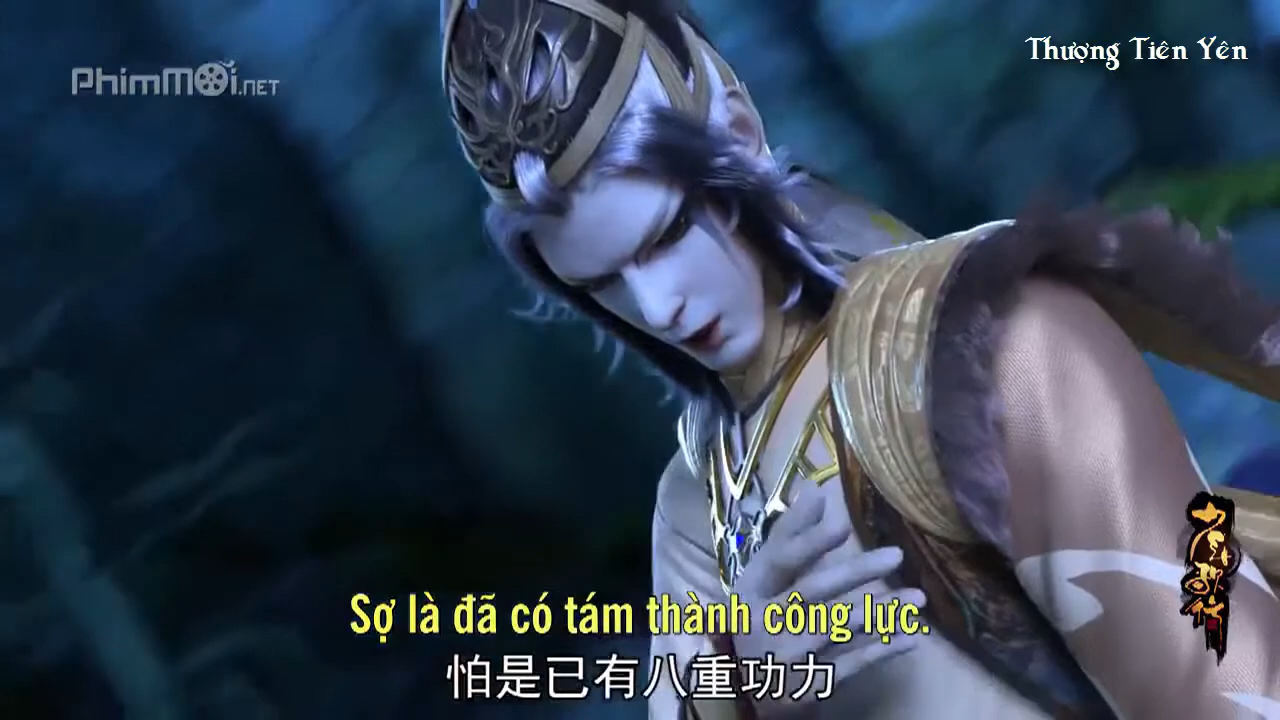 Thượng Tiên Yên
PhimMỡi.NET
Sợ là đã có tám thành công lực.
怕是已有八重功力